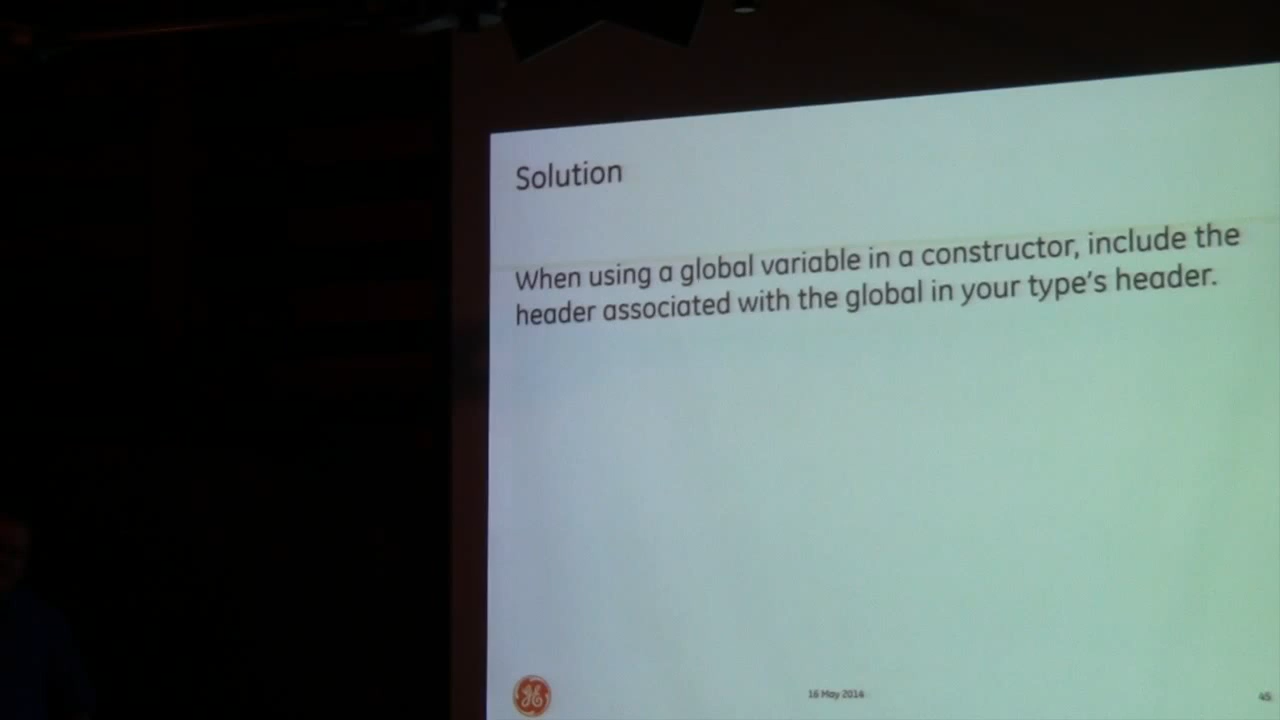 Solution
When using a global variable in a constructor, include the
header associated with the global in your type's header.
16 May 2014
45